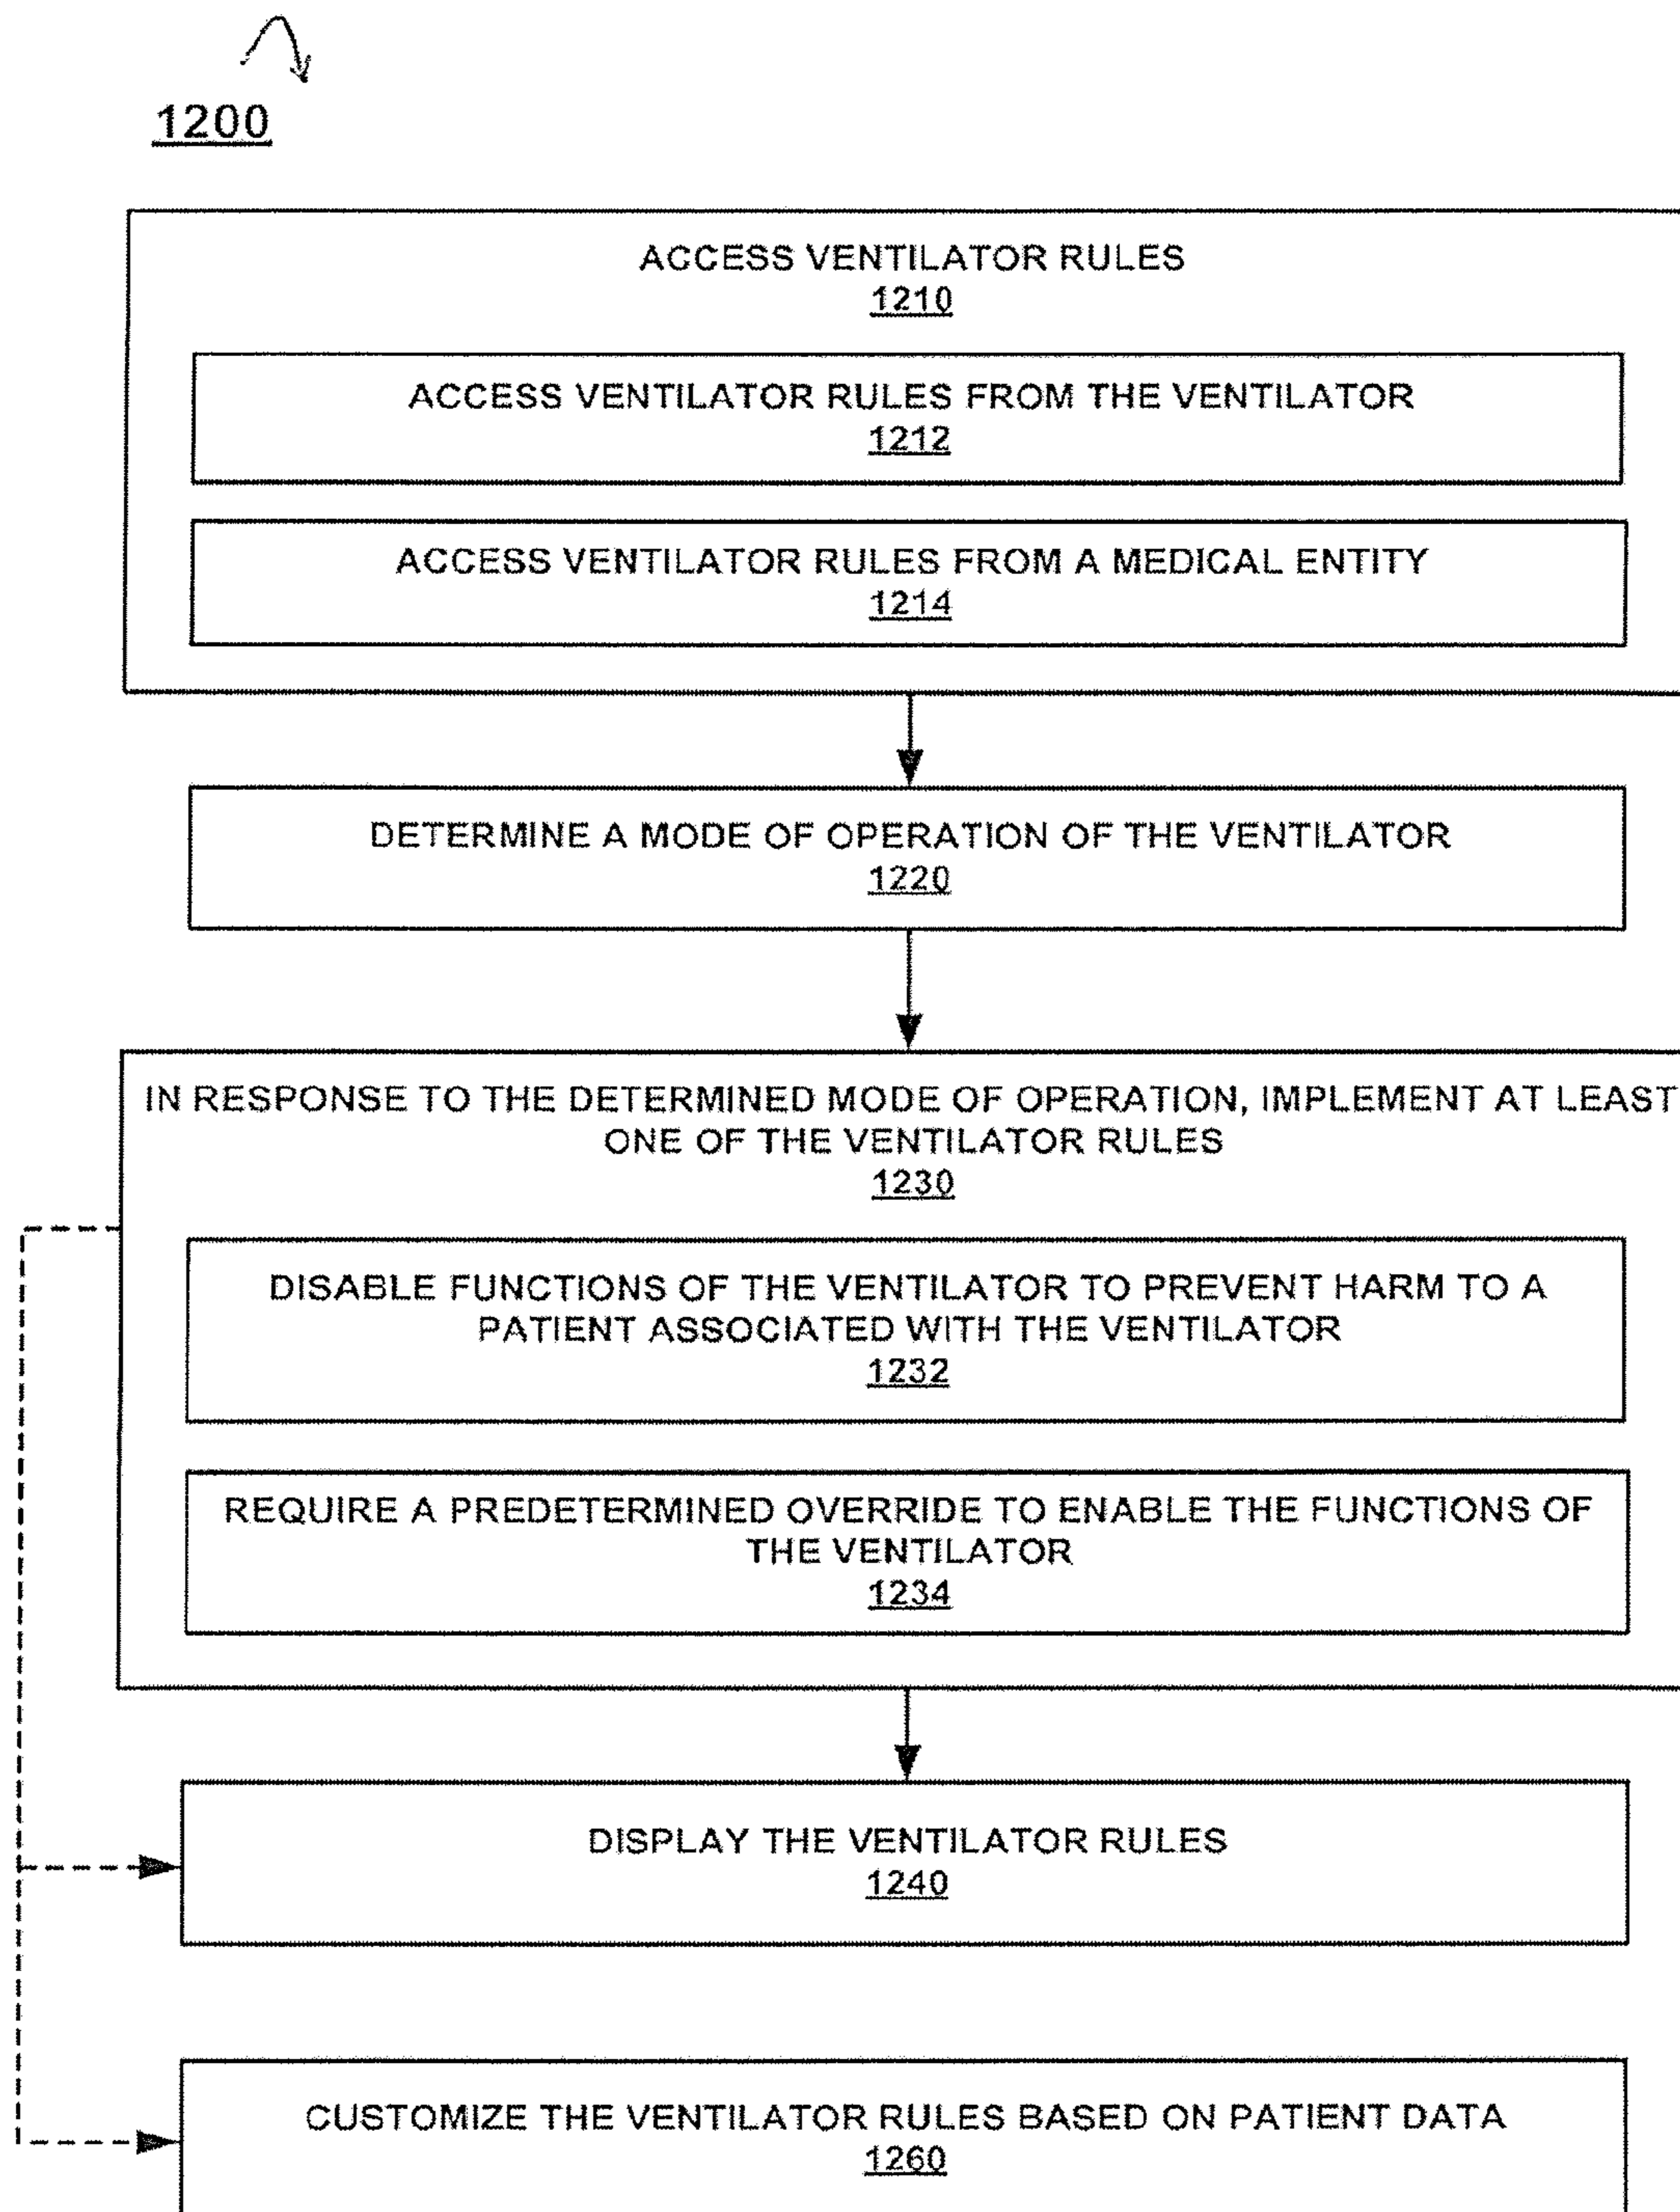 1200
ACCESS VENTILATOR RULES
1210
ACCESS VENTILATOR RULES FROM THE VENTILATOR
1212
ACCESS VENTILATOR RULES FROM A MEDICAL ENTITY
1214
DETERMINE A MODE OF OPERATION OF THE VENTILATOR
1220
IN RESPONSE TO THE DETERMINED MODE OF OPERATION, IMPLEMENT AT LEAST
ONE OF THE VENTILATOR RULES
1230
DISABLE FUNCTIONS OF THE VENTILATOR TO PREVENT HARM TO A
PATIENT ASSOCIATED WITH THE VENTILATOR
1232
REQUIRE A PREDETERMINED OVERRIDE TO ENABLE THE FUNCTIONS OF
THE VENTILATOR
1234
DISPLAY THE VENTILATOR RULES
1240
CUSTOMIZE THE VENTILATOR RULES BASED ON PATIENT DATA
1260